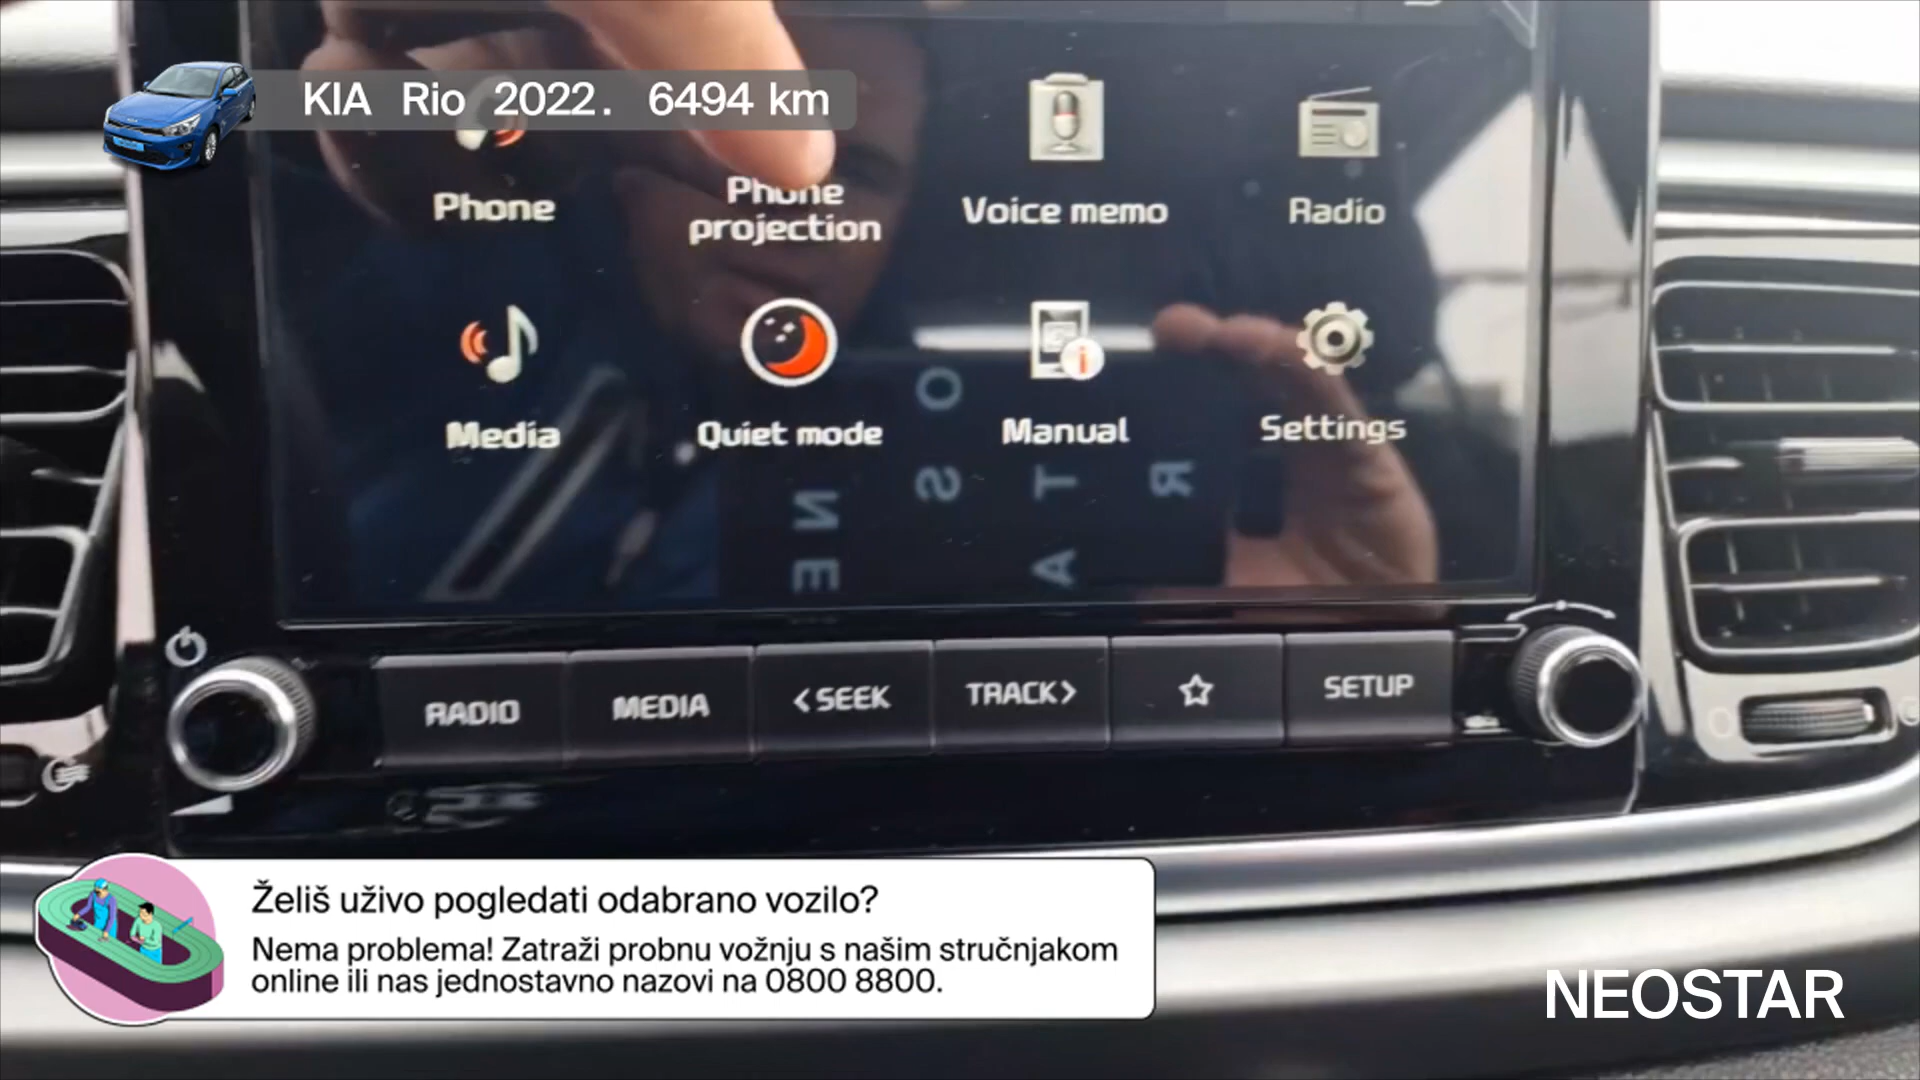 KIA Rio 2022. 6494 km
Phone
Phone
projection
Voice memo
Radio
Media
Quiet mode
Manual
Settings
O
N S T R
E A
RADIO
MEDIA
<SEEK
TRACK>
☆
SETUP
Želiš uživo pogledati odabrano vozilo?
Nema problema! Zatraži probnu vožnju s našim stručnjakom
online ili nas jednostavno nazovi na 0800 8800.
NEOSTAR